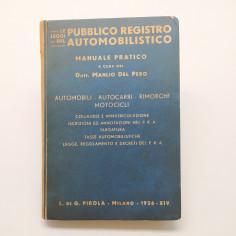 LE LEGGI DEL PUBBLICO REGISTRO
AUTOMOBILISTICO
MANUALE PRATICO
A CURA DEL
DOTT. MANLIO DEL PERO
AUTOMOBILI - AUTOCARRI - RIMORCHI
MOTOCICLI
COLLAUDO E IMMATRICOLAZIONE
ISCRIZIONI ED ANNOTAZIONI NEL P. R. A.
TARGATURA
TASSE AUTOMOBILISTICHE
LEGGE, REGOLAMENTO E DECRETI DEL P. R. A.
L. DI G. PIROLA - MILANO - 1936 - XIV